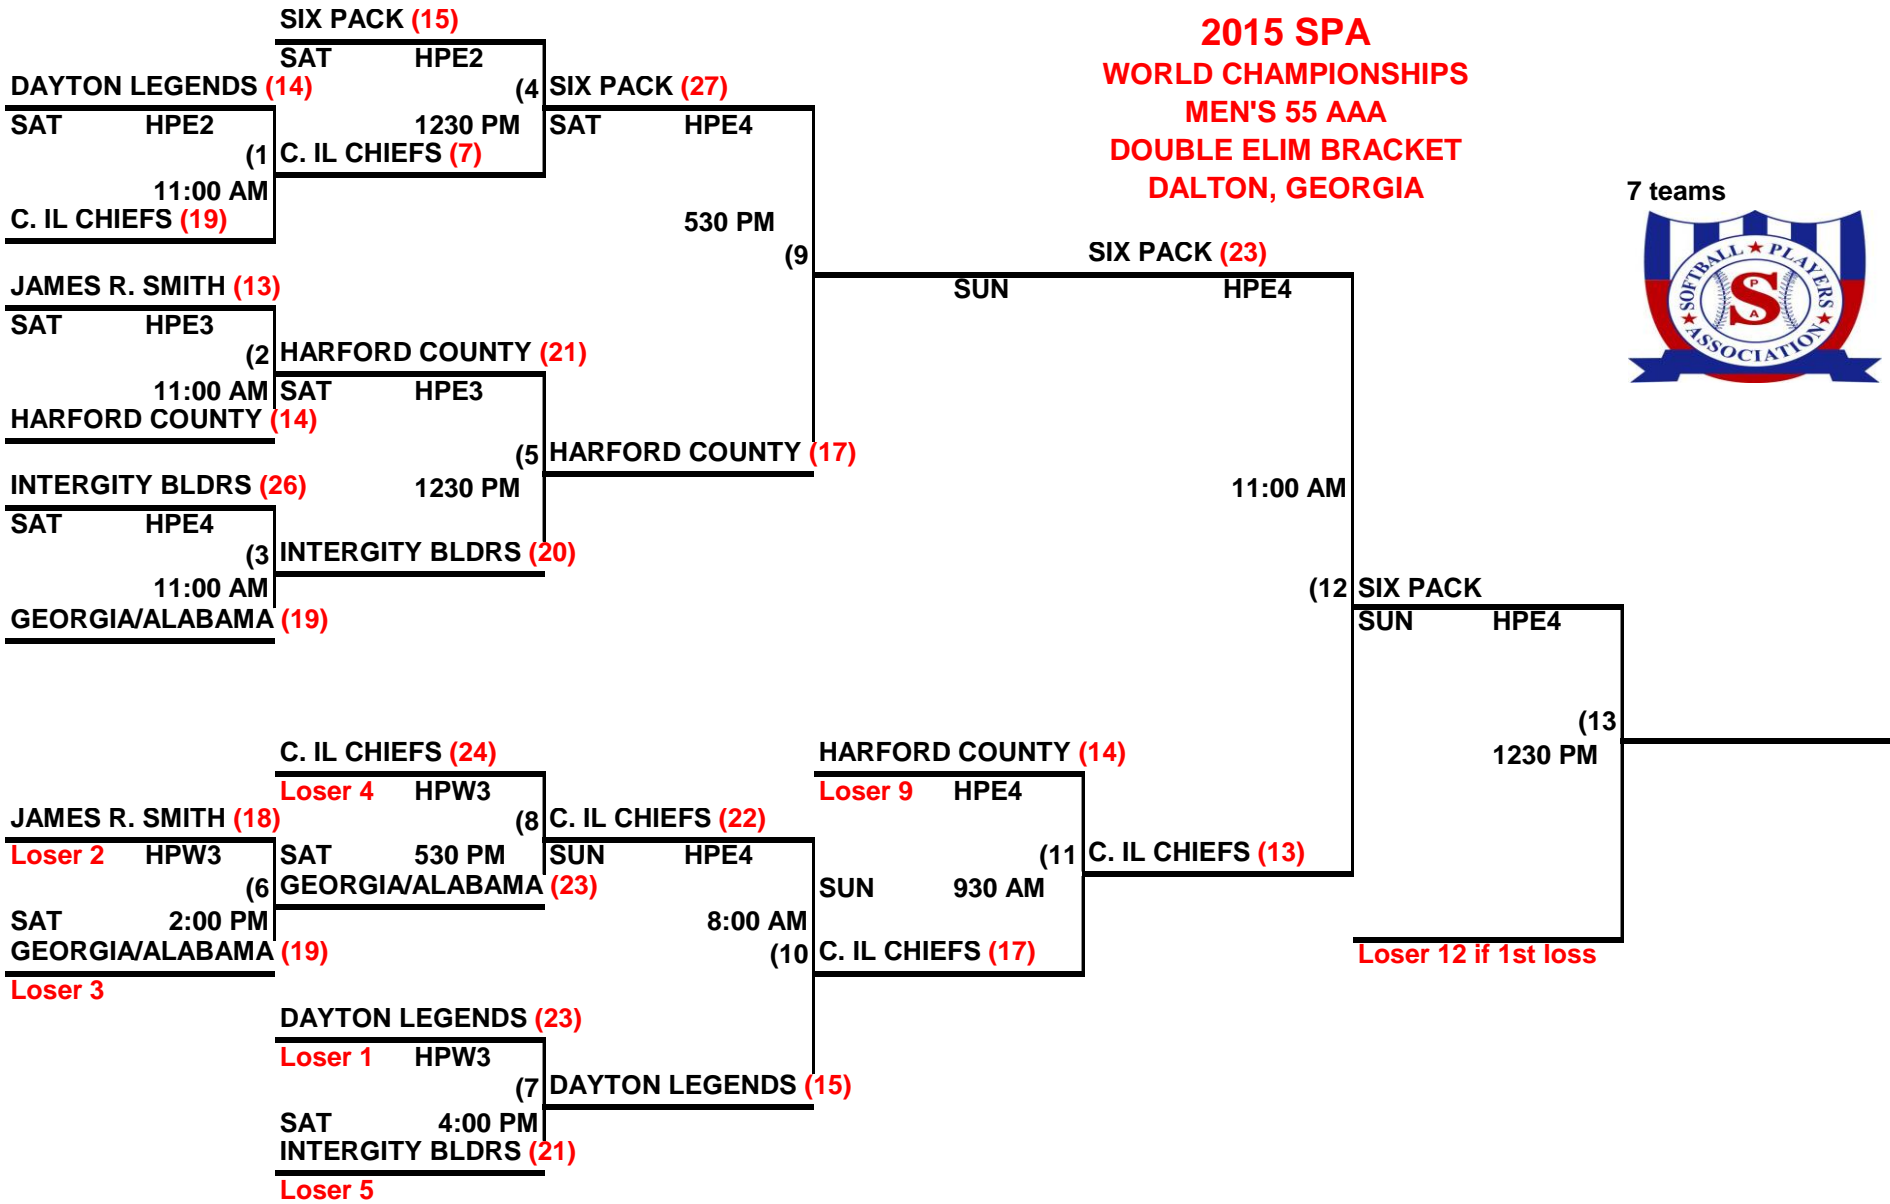 SIX PACK (15)
SAT HPE2
DAYTON LEGENDS (14)
(4 SIX PACK (27)
SAT HPE2
1230 PM
SAT HPE4
(1 C. IL CHIEFS (7)
11:00 AM
C. IL CHIEFS (19)
530 PM
(9
JAMES R. SMITH (13)
SAT HPE3
(2 HARFORD COUNTY (21)
11:00 AM SAT HPE3
HARFORD COUNTY (14)
(5 HARFORD COUNTY (17)
INTERGITY BLDRS (26)
1230 PM
SAT HPE4
(3 INTERGITY BLDRS (20)
11:00 AM
GEORGIA/ALABAMA (19)
2015 SPA
WORLD CHAMPIONSHIPS
MEN'S 55 AAA
DOUBLE ELIM BRACKET
DALTON, GEORGIA
7 teams
SOFTBALL PLAYERS
P
S
A
ASSOCIATION
SIX PACK (23)
SUN HPE4
11:00 AM
(12 SIX PACK
SUN HPE4
(13
1230 PM
Loser 12 if 1st loss
C. IL CHIEFS (24)
Loser 4 HPW3
JAMES R. SMITH (18)
(8 C. IL CHIEFS (22)
Loser 2 HPW3
SAT 530 PM
SUN HPE4
(6 GEORGIA/ALABAMA (23)
SAT 2:00 PM
8:00 AM
GEORGIA/ALABAMA (19)
(10 C. IL CHIEFS (17)
Loser 3
HARFORD COUNTY (14)
Loser 9 HPE4
(11 C. IL CHIEFS (13)
SUN 930 AM
DAYTON LEGENDS (23)
Loser 1 HPW3
(7 DAYTON LEGENDS (15)
SAT 4:00 PM
INTERGITY BLDRS (21)
Loser 5